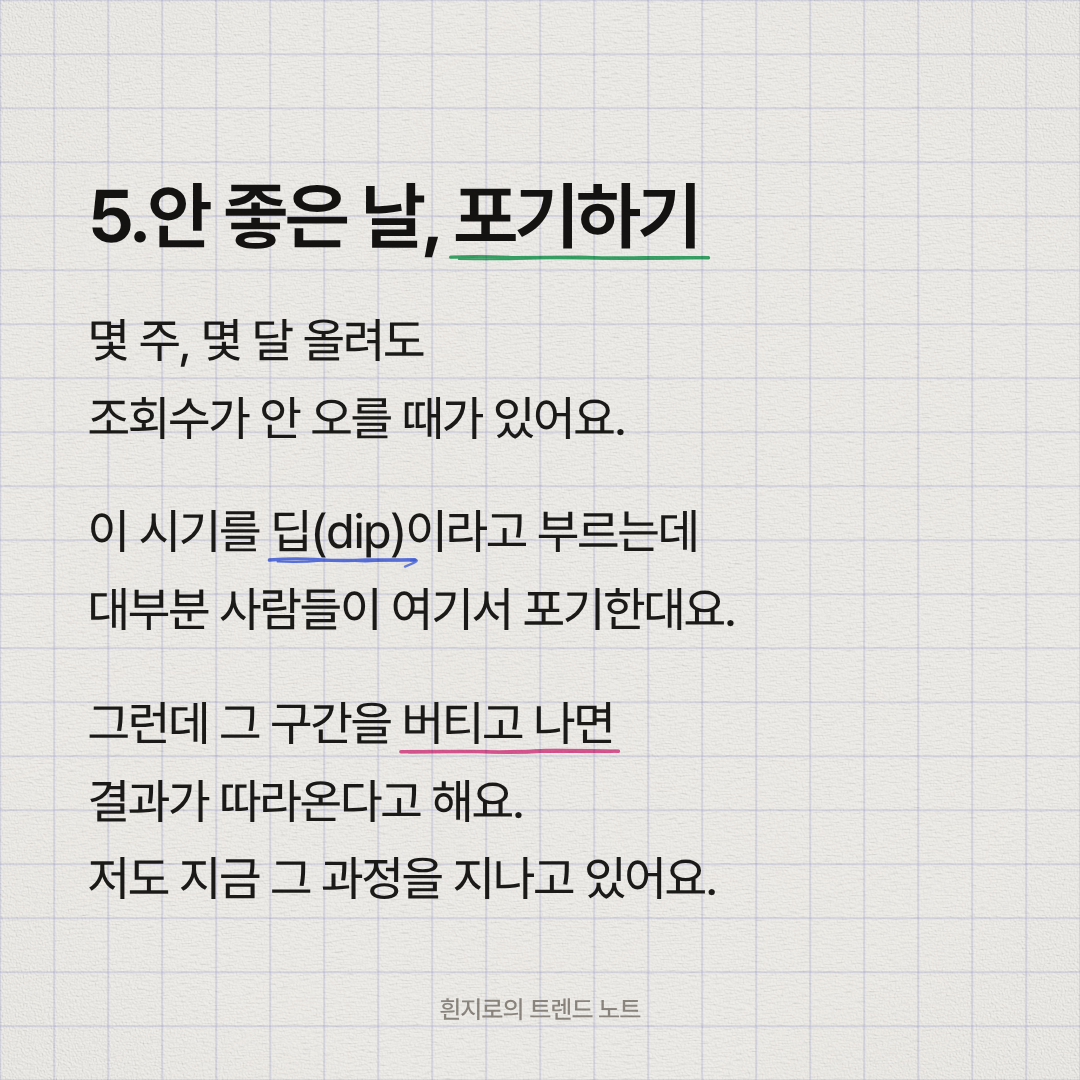 5.안 좋은 날, 포기하기
몇 주, 몇 달 올려도
조회수가 안 오를 때가 있어요.
이 시기를 딥(dip)이라고 부르는데
대부분 사람들이 여기서 포기한대요.
그런데 그 구간을 버티고 나면
결과가 따라온다고 해요.
저도 지금 그 과정을 지나고 있어요.
흰지로의 트렌드 노트